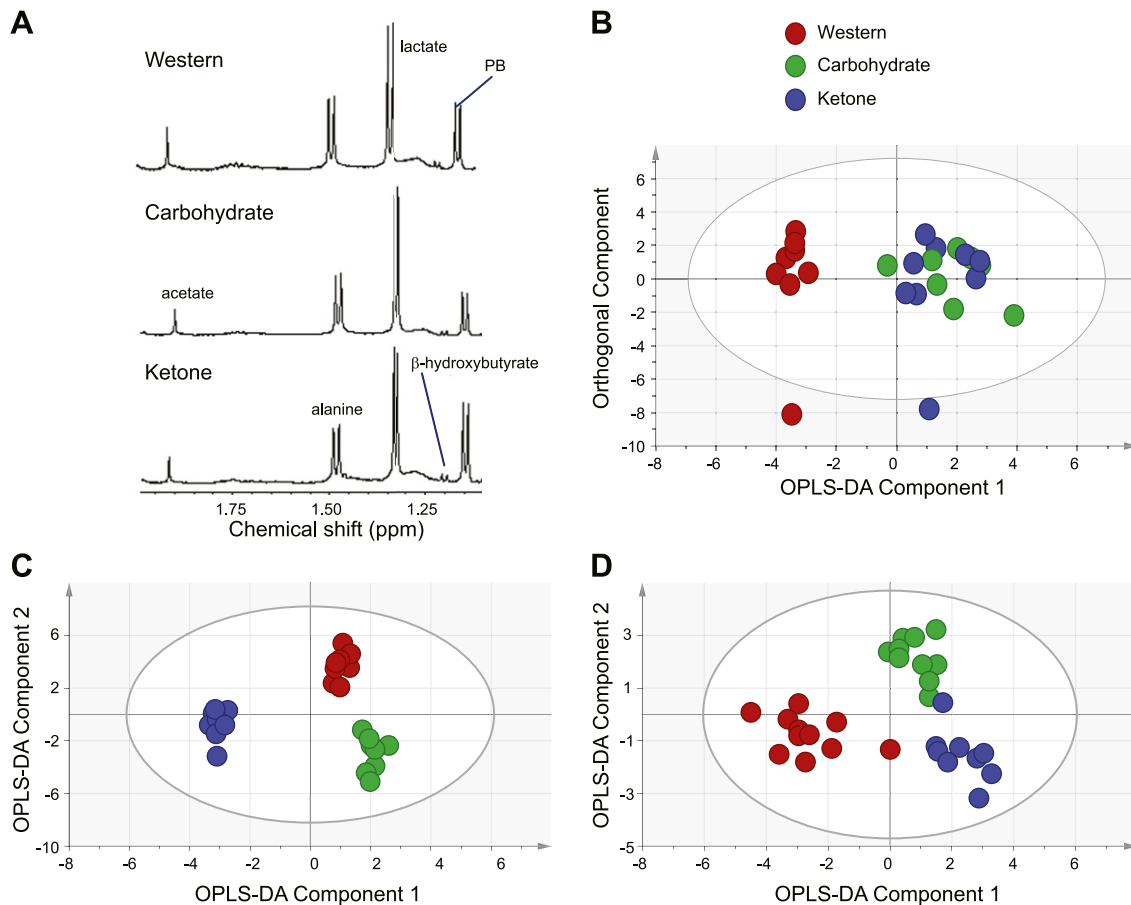 A
Western
lactate
PB
Carbohydrate
acetate
Ketone
β-hydroxybutyrate
alanine
1.75 1.50 1.25
Chemical shift (ppm)
B
Western
Carbohydrate
Ketone
Orthogonal Component
6
4
2
0
-2
-4
-6
-8
-10
-8 -6 -4 -2 0 2 4 6
OPLS-DA Component 1
C
OPLS-DA Component 2
6
2
-2
-6
-10
-8 -6 -4 -2 0 2 4 6
OPLS-DA Component 1
D
OPLS-DA Component 2
3
1
-1
-3
-5
-8 -6 -4 -2 0 2 4 6
OPLS-DA Component 1